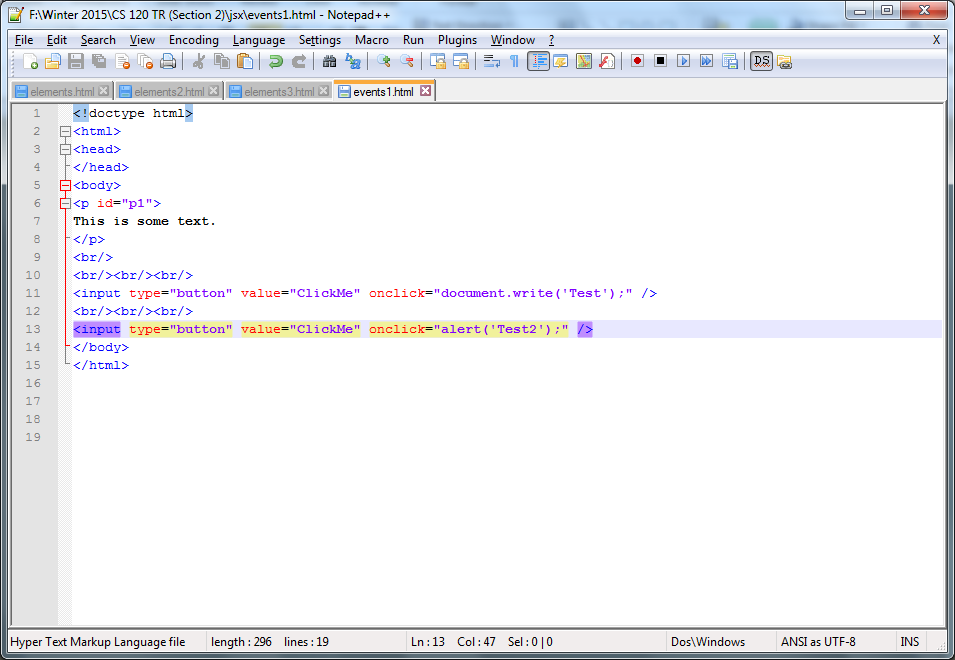 F:\Winter 2015\CS 120 TR (Section 2)\jsx\events1.html - Notepad++
File Edit Search View Encoding Language Settings Macro Run Plugins Window ? X
elements.html elements2.html elements3.html events1.html
1 <!doctype html>
2 <html>
3 <head>
4 </head>
5 <body>
6 <p id="p1">
7 This is some text.
8 </p>
9 <br/>
10 <br/><br/><br/>
11 <input type="button" value="ClickMe" onclick="document.write('Test');" />
12 <br/><br/><br/>
13 <input type="button" value="ClickMe" onclick="alert('Test2');" />
14 </body>
15 </html>
16
17
18
19
Hyper Text Markup Language file length : 296 lines : 19 Ln : 13 Col : 47 Sel : 0 | 0 Dos\Windows ANSI as UTF-8 INS